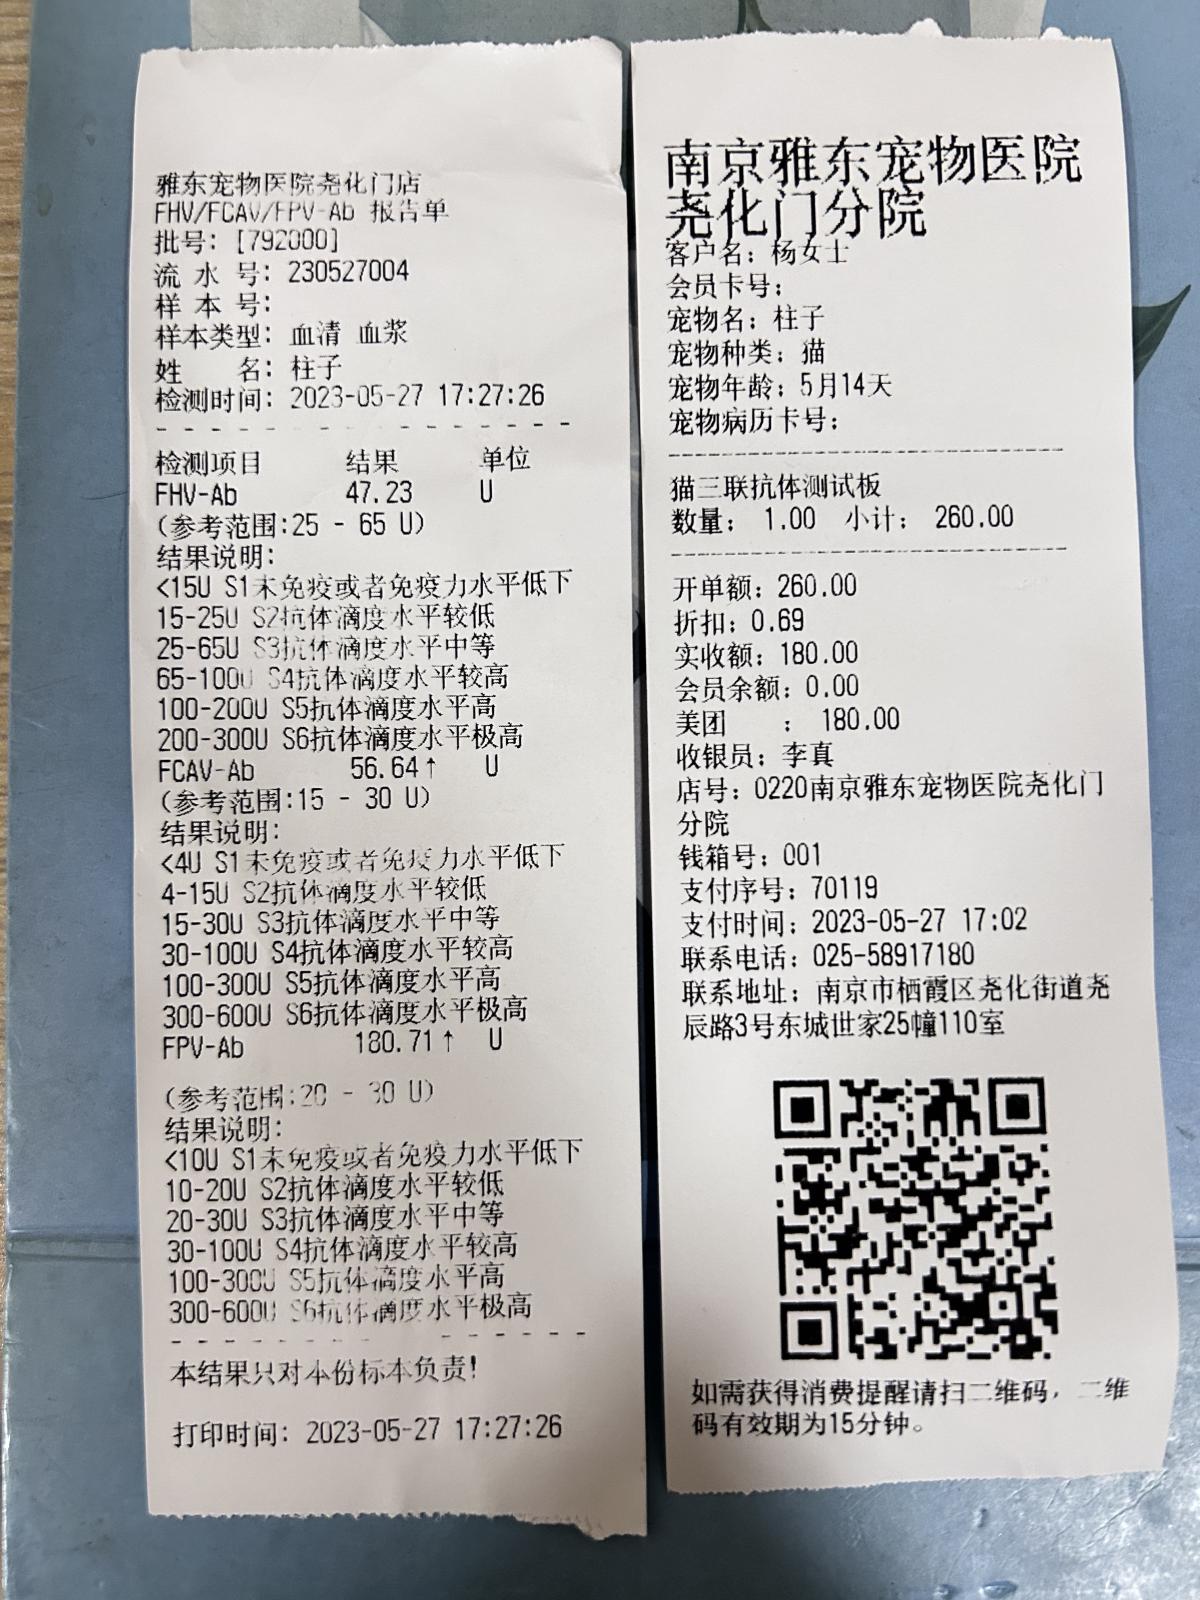 雅东宠物医院尧化门店
FHV/FCAV/FPV-Ab 报告单
批号: [792000]
流 水 号: 230527004
样 本 号:
样本类型: 血清 血浆
姓    名: 柱子
检测时间: 2023-05-27 17:27:26
- - - - - - - - - - - - - - - -
检测项目 结果 单位
FHV-Ab 47.23 U
(参考范围:25 - 65 U)
结果说明:
<15U S1未免疫或者免疫力水平低下
15-25U S2抗体滴度水平较低
25-65U S3抗体滴度水平中等
65-100U S4抗体滴度水平较高
100-200U S5抗体滴度水平高
200-300U S6抗体滴度水平极高
FCAV-Ab 56.64↑ U
(参考范围:15 - 30 U)
结果说明:
<4U S1未免疫或者免疫力水平低下
4-15U S2抗体滴度水平较低
15-30U S3抗体滴度水平中等
30-100U S4抗体滴度水平较高
100-300U S5抗体滴度水平高
300-600U S6抗体滴度水平极高
FPV-Ab 180.71↑ U
(参考范围:20 - 30 U)
结果说明:
<10U S1未免疫或者免疫力水平低下
10-20U S2抗体滴度水平较低
20-30U S3抗体滴度水平中等
30-100U S4抗体滴度水平较高
100-300U S5抗体滴度水平高
300-600U S6抗体滴度水平极高
- - - - - - - - - - - - - - - -
本结果只对本份标本负责!
打印时间: 2023-05-27 17:27:26
南京雅东宠物医院
尧化门分院
客户名: 杨女士
会员卡号:
宠物名: 柱子
宠物种类: 猫
宠物年龄: 5月14天
宠物病历卡号:
--------------------------------
猫三联抗体测试板
数量: 1.00 小计: 260.00
--------------------------------
开单额: 260.00
折扣: 0.69
实收额: 180.00
会员余额: 0.00
美团 : 180.00
收银员: 李真
店号: 0220南京雅东宠物医院尧化门
分院
钱箱号: 001
支付序号: 70119
支付时间: 2023-05-27 17:02
联系电话: 025-58917180
联系地址: 南京市栖霞区尧化街道尧
辰路3号东城世家25幢110室
如需获得消费提醒请扫二维码, 二维
码有效期为15分钟。